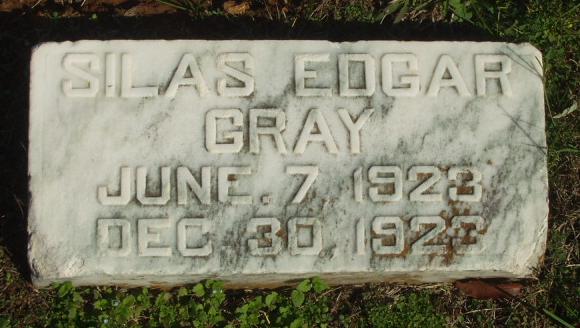 SILAS EDGAR
GRAY
JUNE. 7 1923
DEC 30 1923